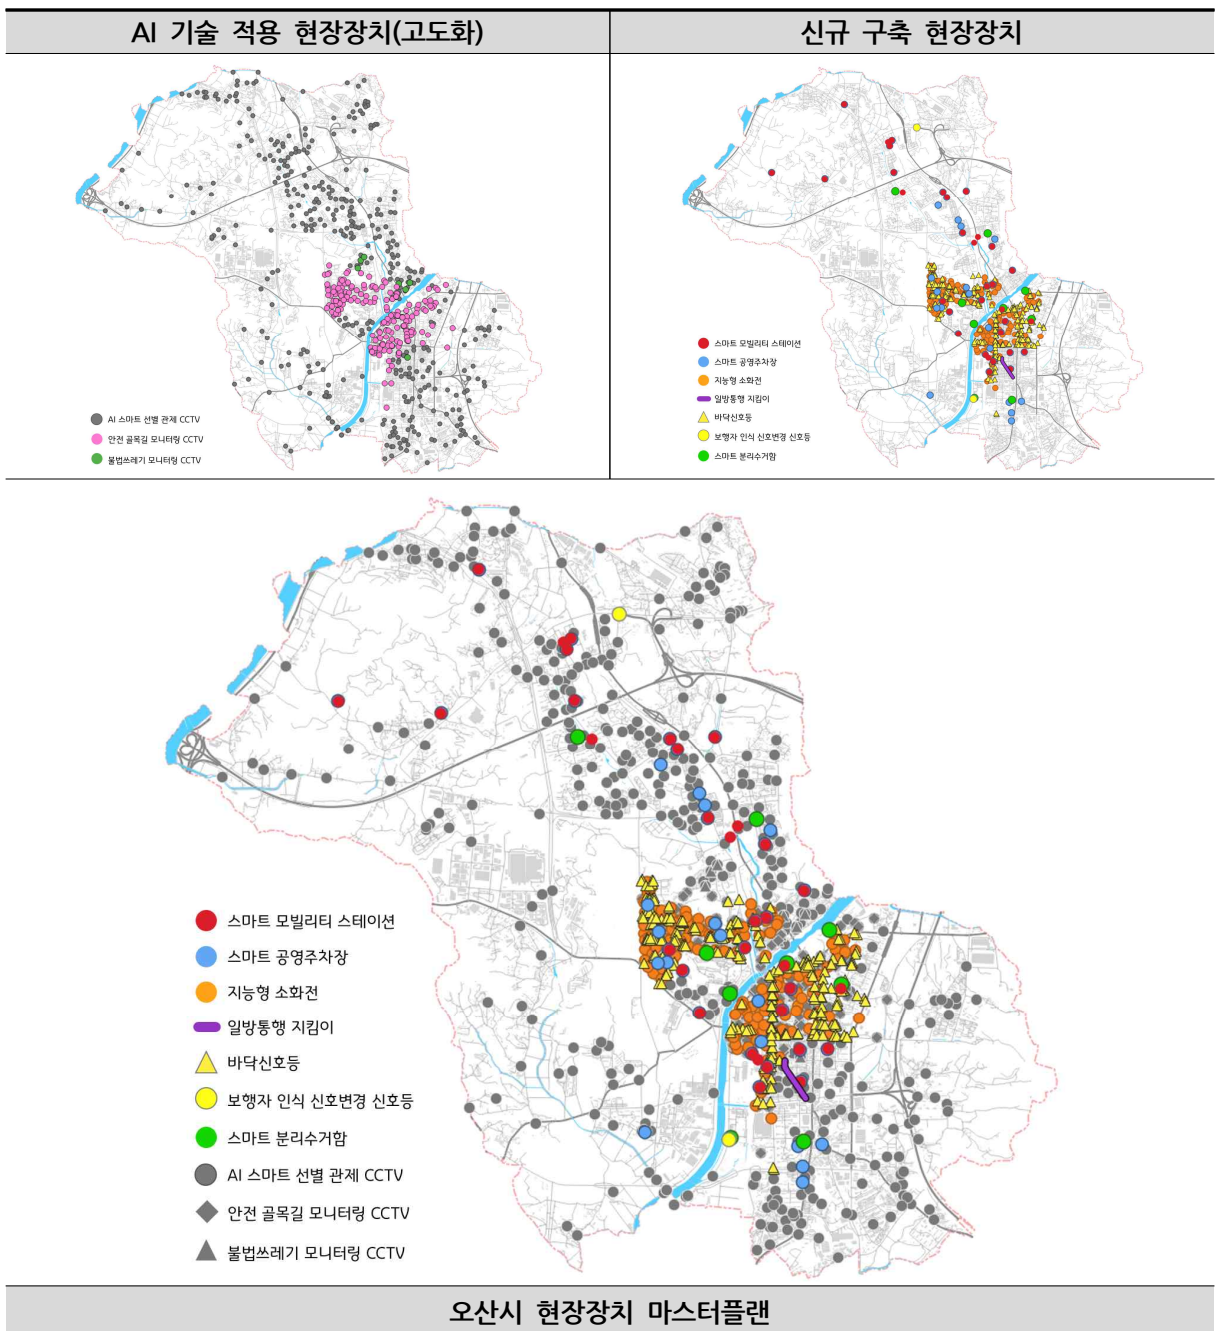 AI 기술 적용 현장장치(고도화)
신규 구축 현장장치
AI 스마트 선별 관제 CCTV
안전 골목길 모니터링 CCTV
불법쓰레기 모니터링 CCTV
스마트 모빌리티 스테이션
스마트 공영주차장
지능형 소화전
일방통행 지킴이
바닥신호등
보행자 인식 신호변경 신호등
스마트 분리수거함
스마트 모빌리티 스테이션
스마트 공영주차장
지능형 소화전
일방통행 지킴이
바닥신호등
보행자 인식 신호변경 신호등
스마트 분리수거함
AI 스마트 선별 관제 CCTV
안전 골목길 모니터링 CCTV
불법쓰레기 모니터링 CCTV
오산시 현장장치 마스터플랜